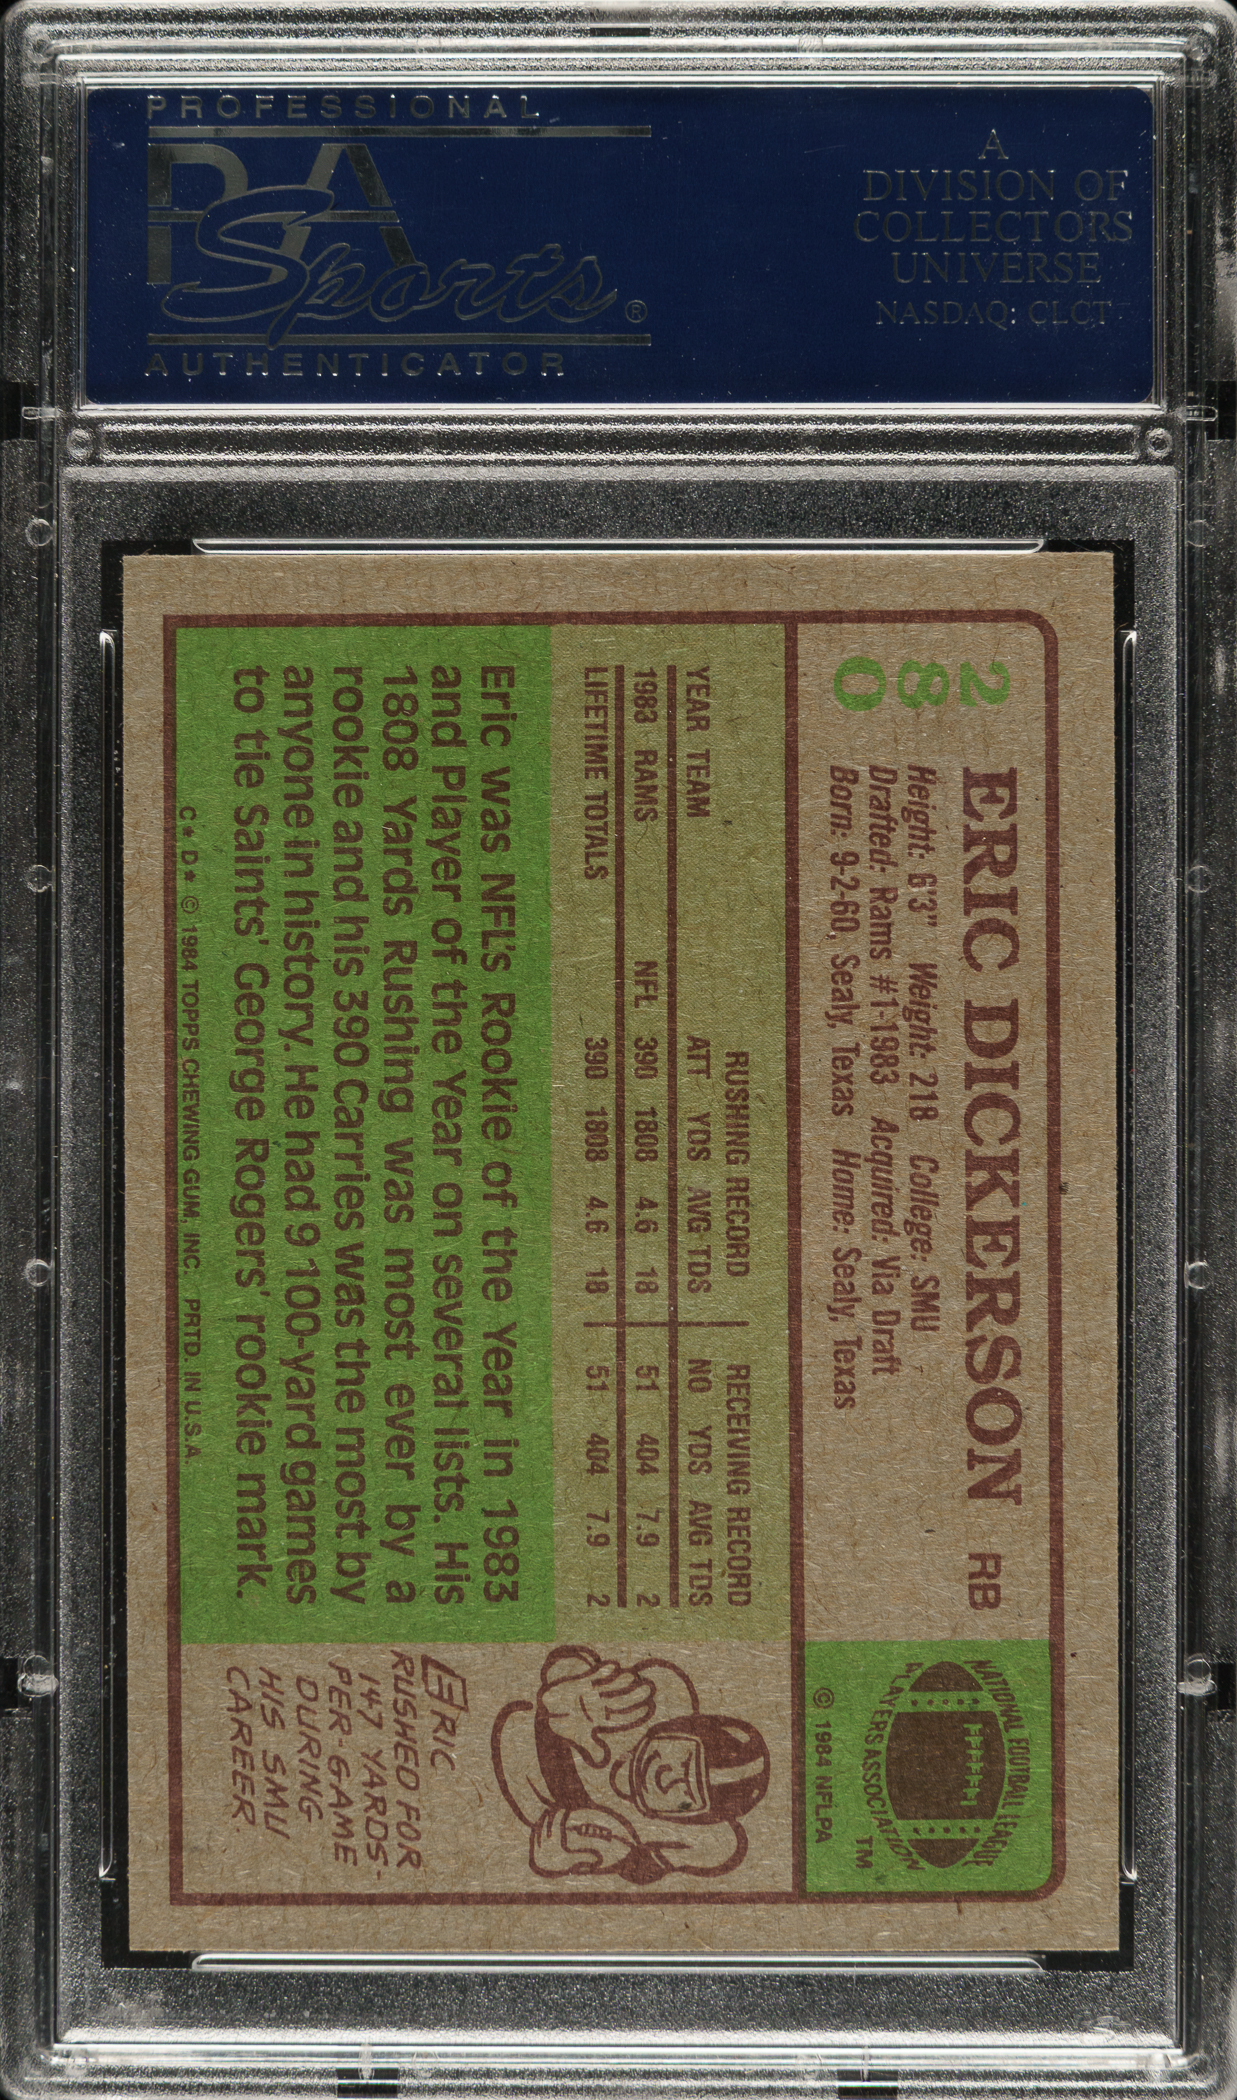 PROFESSIONAL
PSA
Sports®
AUTHENTICATOR
A
DIVISION OF
COLLECTORS
UNIVERSE
NASDAQ: CLCT
280
ERIC DICKERSON RB
Height: 6'3" Weight: 218 College: SMU
Drafted: Rams #1-1983 Acquired: Via Draft
Born: 9-2-60, Sealy, Texas Home: Sealy, Texas
NATIONAL FOOTBALL LEAGUE
PLAYERS ASSOCIATION
TM
© 1984 NFLPA
RUSHING RECORD RECEIVING RECORD
YEAR TEAM ATT YDS AVG TDS NO YDS AVG TDS
1983 RAMS NFL 390 1808 4.6 18 51 404 7.9 2
LIFETIME TOTALS 390 1808 4.6 18 51 404 7.9 2
Eric was NFL's Rookie of the Year in 1983
and Player of the Year on several lists. His
1808 Yards Rushing was most ever by a
rookie and his 390 Carries was the most by
anyone in history. He had 9 100-yard games
to tie Saints' George Rogers' rookie mark.
C* D* © 1984 TOPPS CHEWING GUM, INC. PRTD. IN U.S.A.
ERIC
RUSHED FOR
147 YARDS-
PER-GAME
DURING
HIS SMU
CAREER.